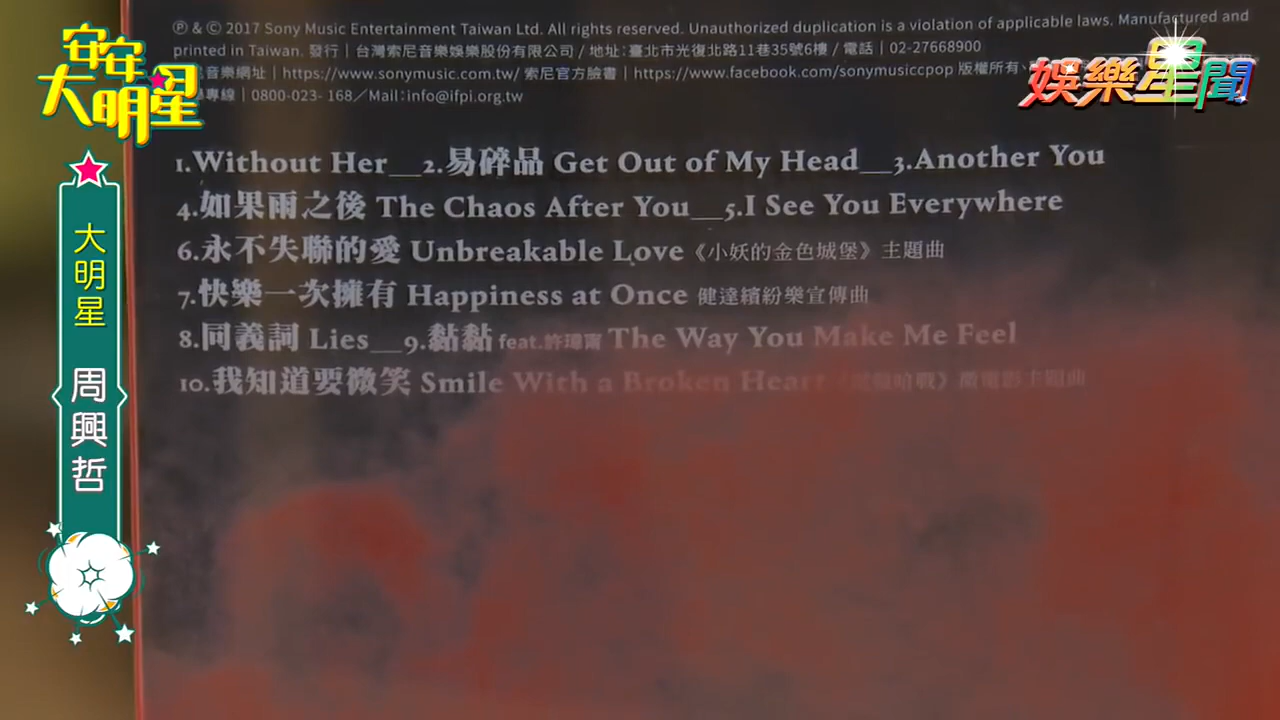 安安
大明星
娛樂星聞
大明星 周興哲
℗ & © 2017 Sony Music Entertainment Taiwan Ltd. All rights reserved. Unauthorized duplication is a violation of applicable laws. Manufactured and
printed in Taiwan. 發行 | 台灣索尼音樂娛樂股份有限公司 / 地址:臺北市光復北路11巷35號6樓 / 電話 | 02-27668900
音樂網址 | https://www.sonymusic.com.tw/ 索尼官方臉書 | https://www.facebook.com/sonymusiccpop 版權所有
專線 | 0800-023- 168／Mail:info@ifpi.org.tw
1.Without Her__2.易碎品 Get Out of My Head__3.Another You
4.如果雨之後 The Chaos After You__5.I See You Everywhere
6.永不失聯的愛 Unbreakable Love《小妖的金色城堡》主題曲
7.快樂一次擁有 Happiness at Once 健達繽紛樂宣傳曲
8.同義詞 Lies__9.黏黏 feat.許瑋甯 The Way You Make Me Feel
10.我知道要微笑 Smile With a Broken Heart 微電影主題曲